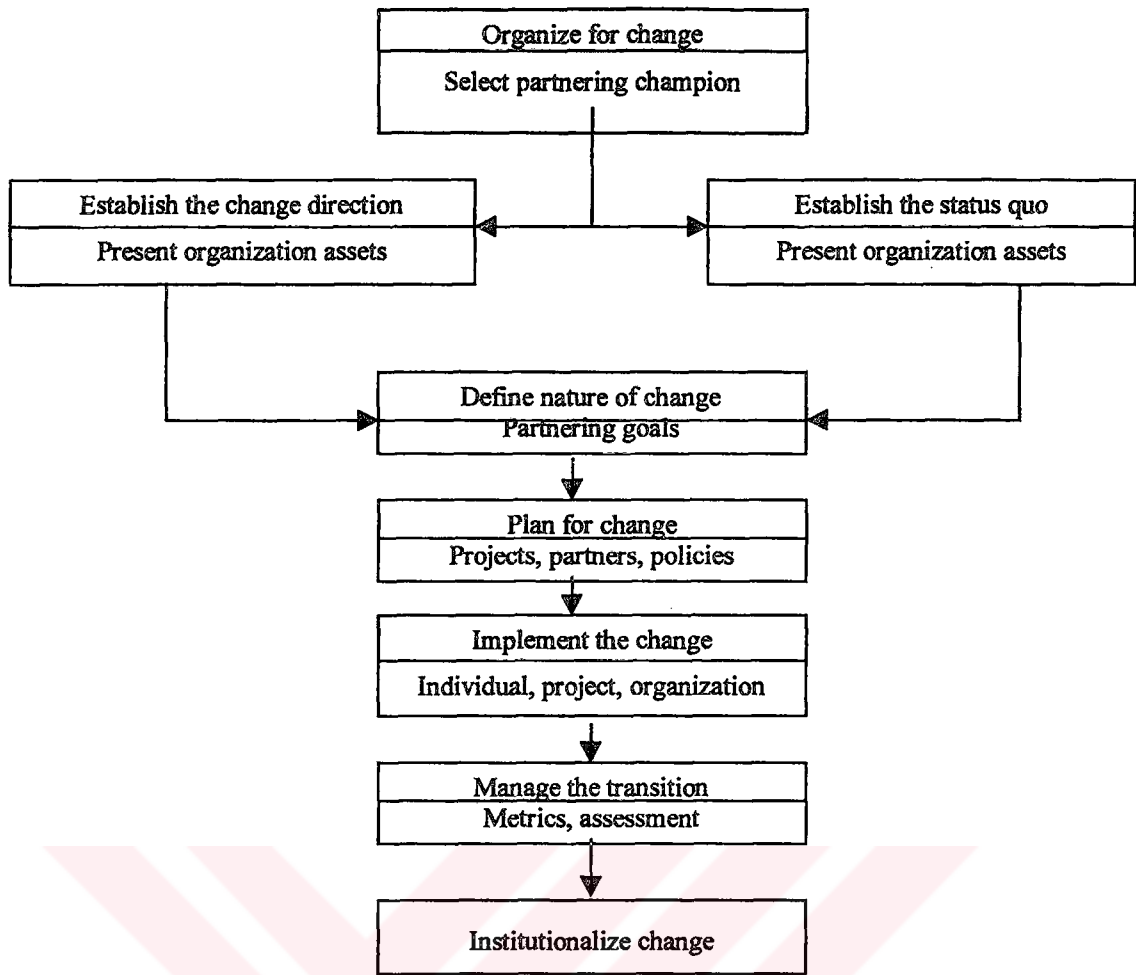 Organize for change
Select partnering champion
Establish the change direction
Present organization assets
Establish the status quo
Present organization assets
Define nature of change
Partnering goals
Plan for change
Projects, partners, policies
Implement the change
Individual, project, organization
Manage the transition
Metrics, assessment
Institutionalize change